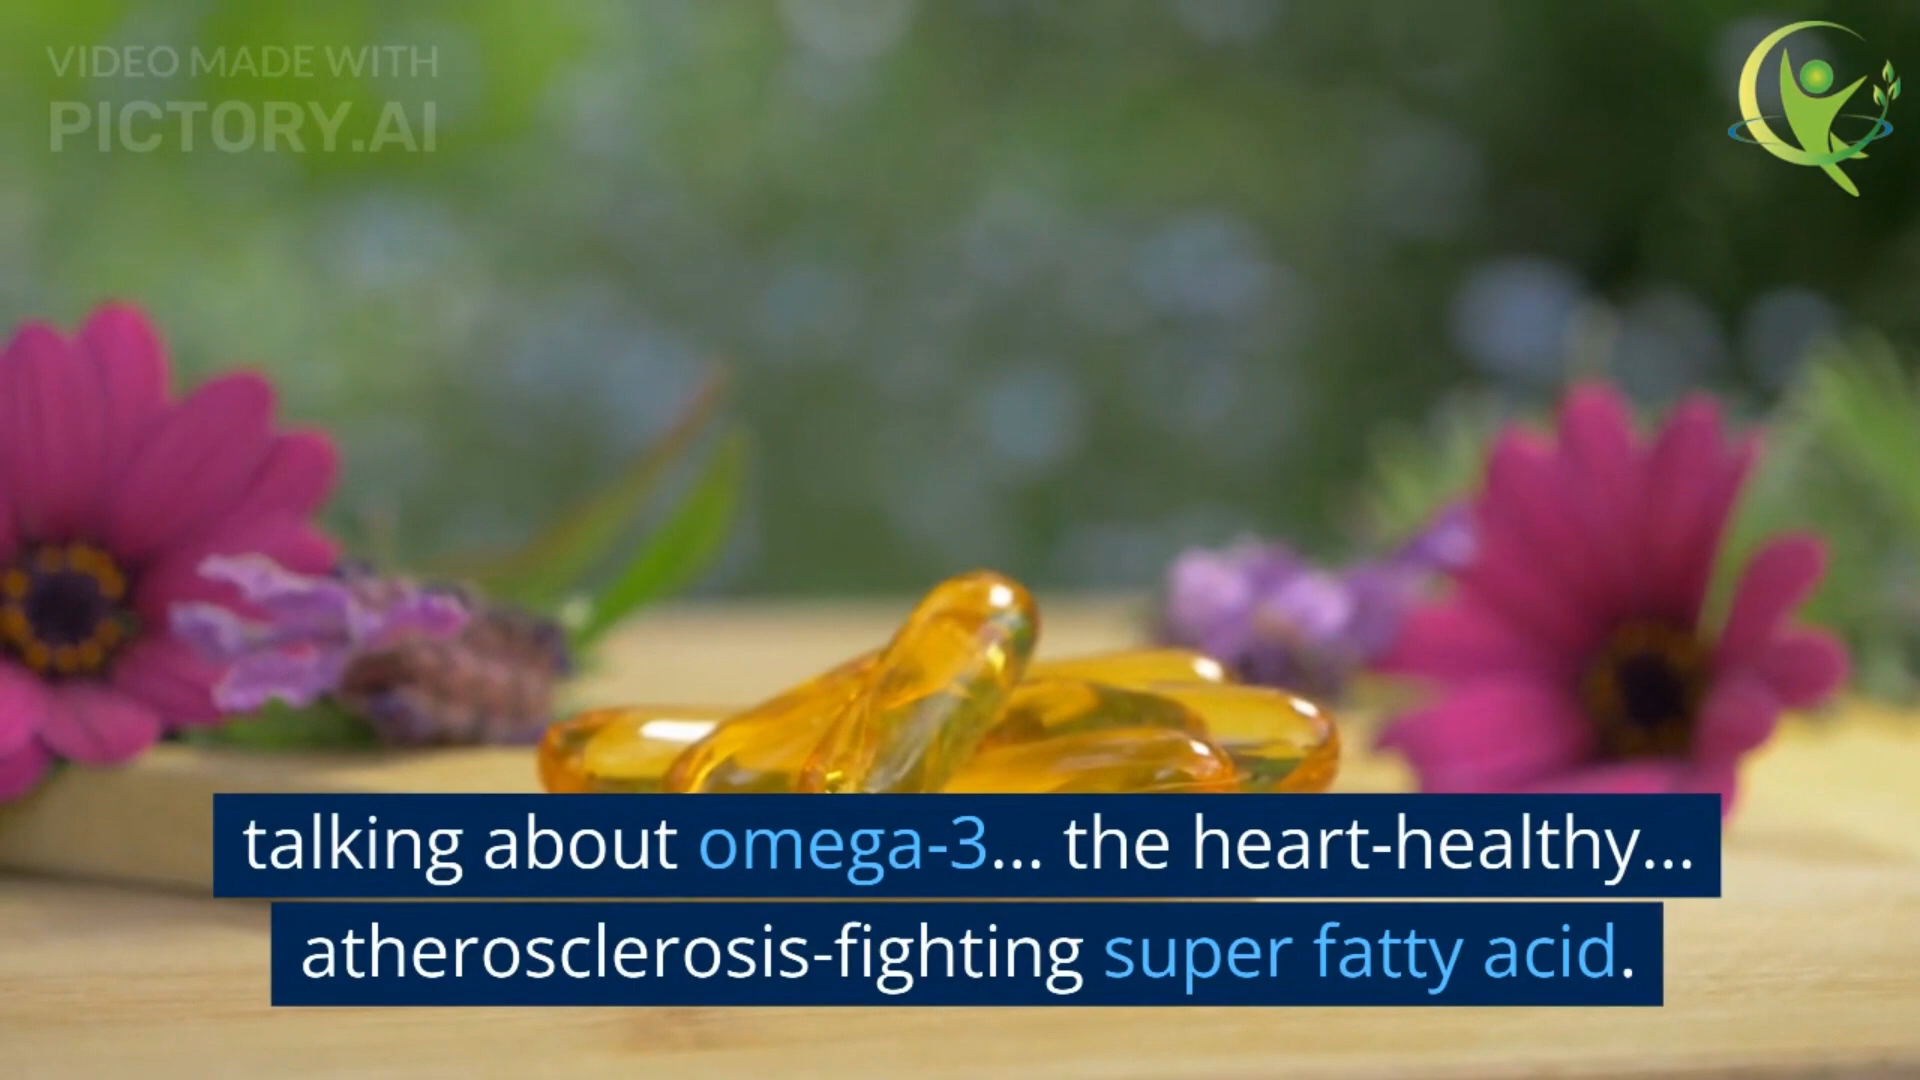 VIDEO MADE WITH
PICTORY.AI
talking about omega-3... the heart-healthy...
atherosclerosis-fighting super fatty acid.